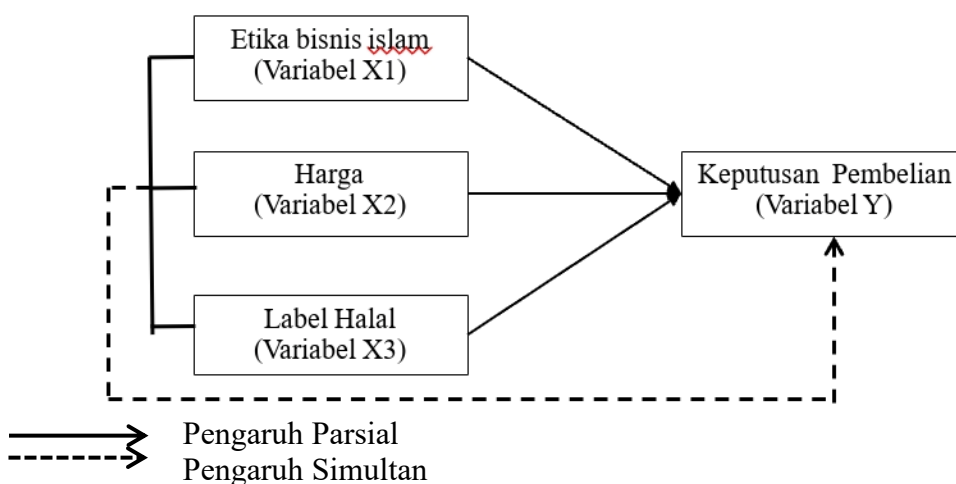 Etika bisnis islam
(Variabel X1)
Harga
(Variabel X2)
Keputusan Pembelian
(Variabel Y)
Label Halal
(Variabel X3)
Pengaruh Parsial
Pengaruh Simultan